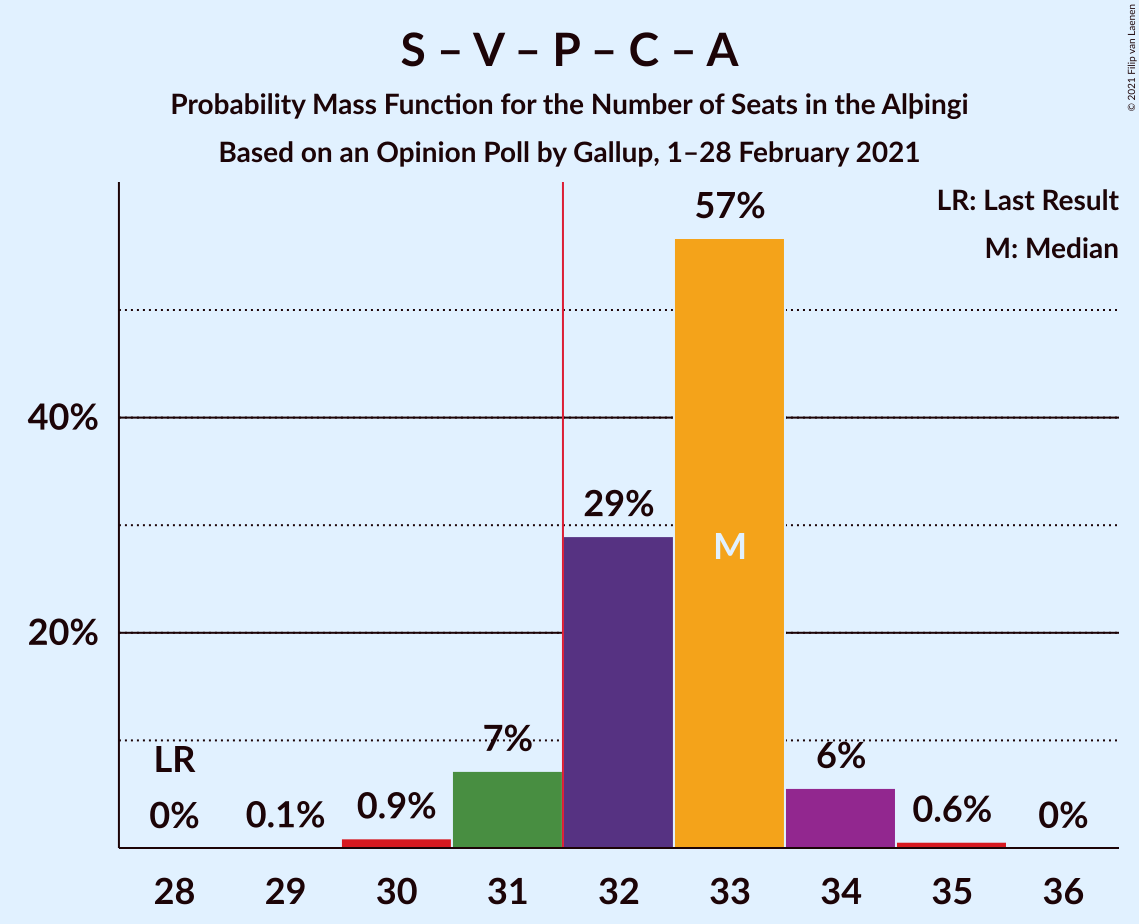 S – V – P – C – A
Probability Mass Function for the Number of Seats in the Alþingi
Based on an Opinion Poll by Gallup, 1–28 February 2021
© 2021 Filip van Laenen
LR: Last Result
M: Median
57%
40%
29%
M
20%
7%
6%
LR
0%
0.1%
0.9%
0.6%
0%
28 29 30 31 32 33 34 35 36